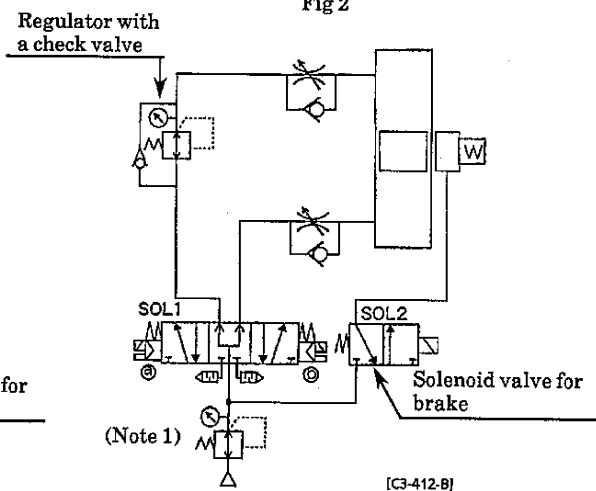 Fig 2
Regulator with
a check valve
W
SOL1
SOL2
ⓐ
ⓑ
for
Solenoid valve for
brake
(Note 1)
[C3-412-B]